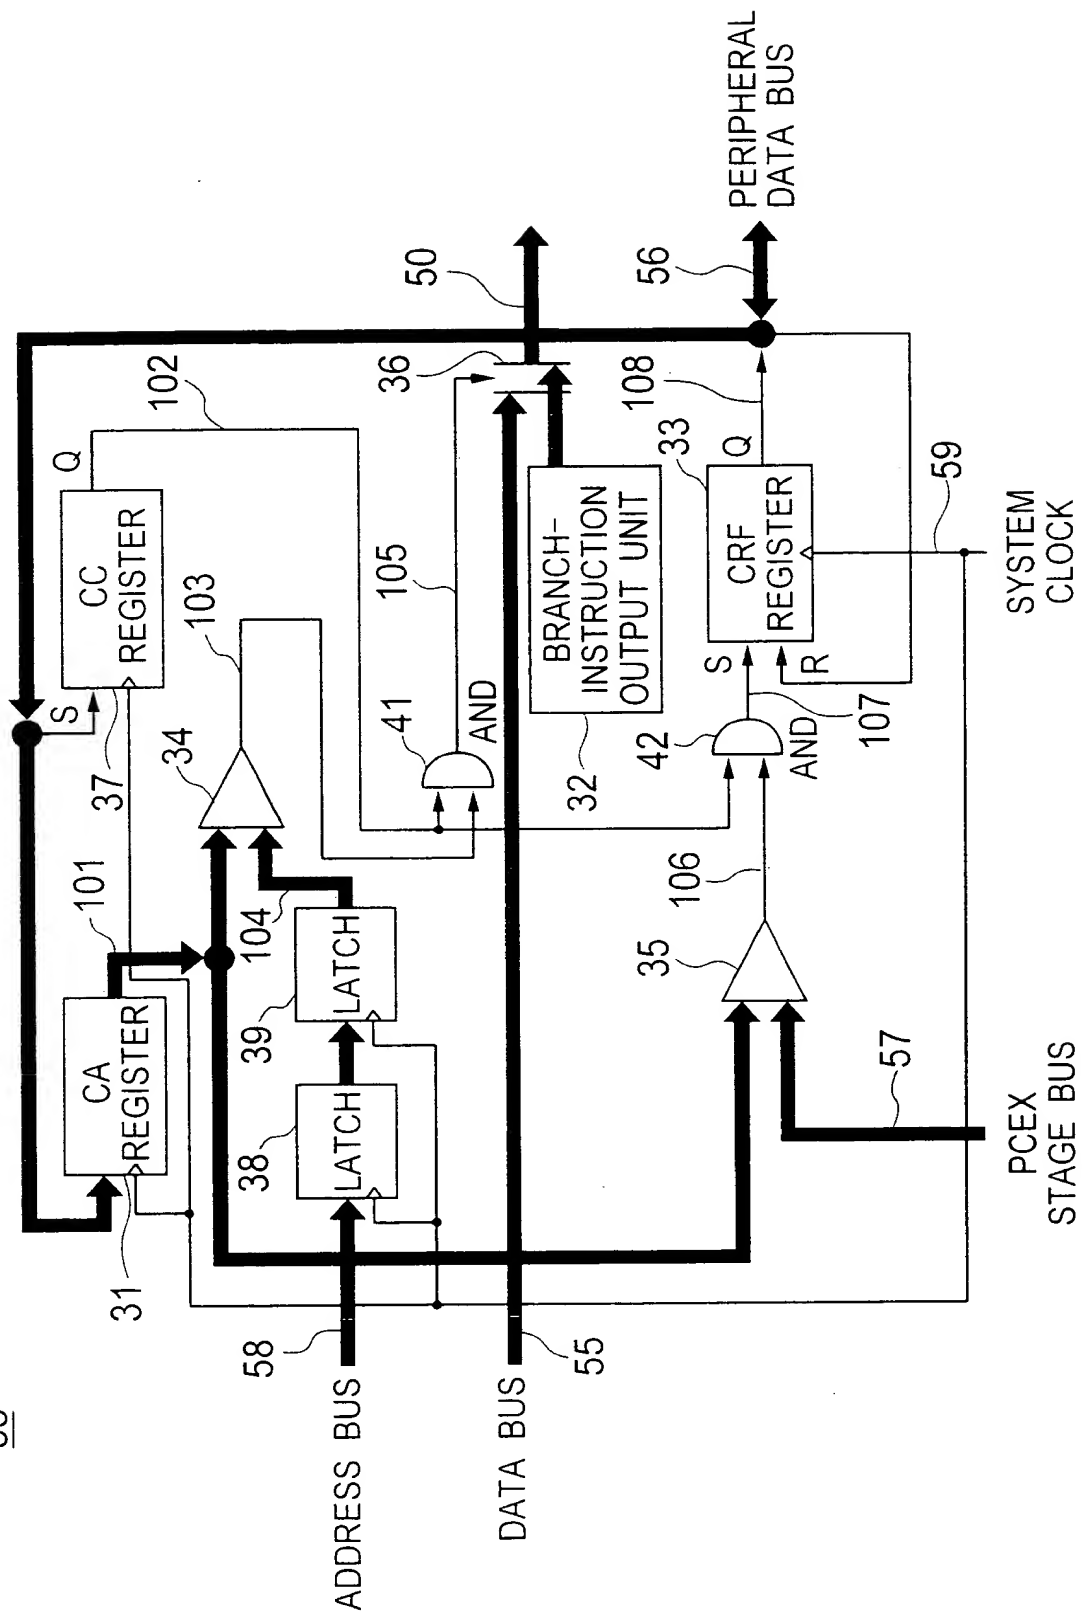 31
101
37
S
CC
REGISTER
Q
102
CA
REGISTER
34
103
58
ADDRESS BUS
38
LATCH
39
LATCH
104
41
AND
105
36
50
DATA BUS
55
32
BRANCH-
INSTRUCTION
OUTPUT UNIT
35
106
42
AND
107
S
R
33
CRF
REGISTER
Q
108
56
PERIPHERAL
DATA BUS
57
59
PCEX
STAGE BUS
SYSTEM
CLOCK